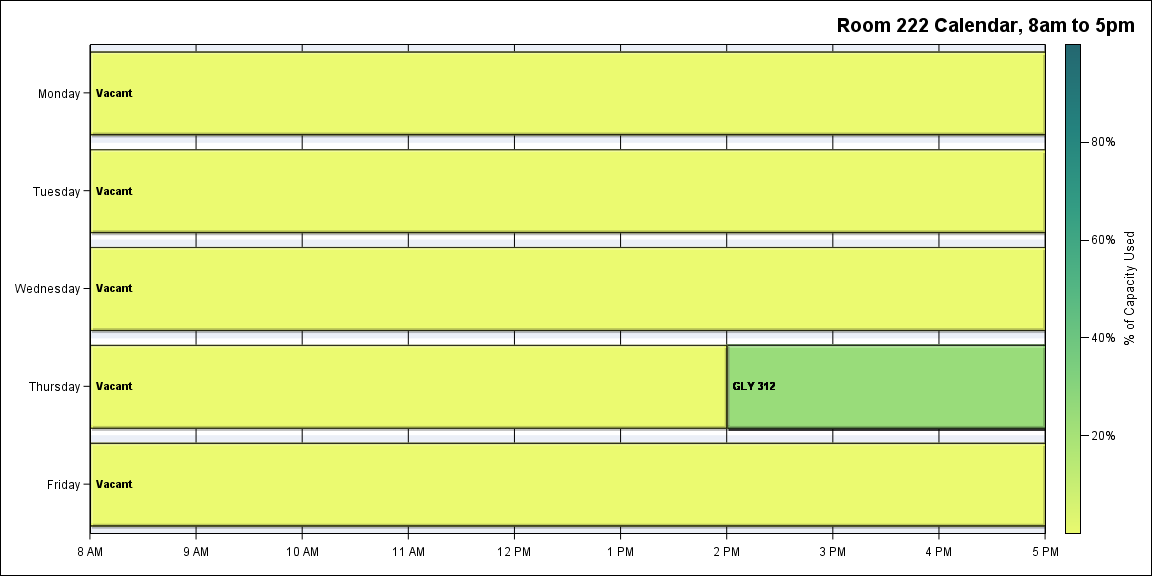 Room 222 Calendar, 8am to 5pm
Monday
Vacant
Tuesday
Vacant
Wednesday
Vacant
Thursday
Vacant
GLY 312
Friday
Vacant
8 AM
9 AM
10 AM
11 AM
12 PM
1 PM
2 PM
3 PM
4 PM
5 PM
80%
60%
40%
20%
% of Capacity Used